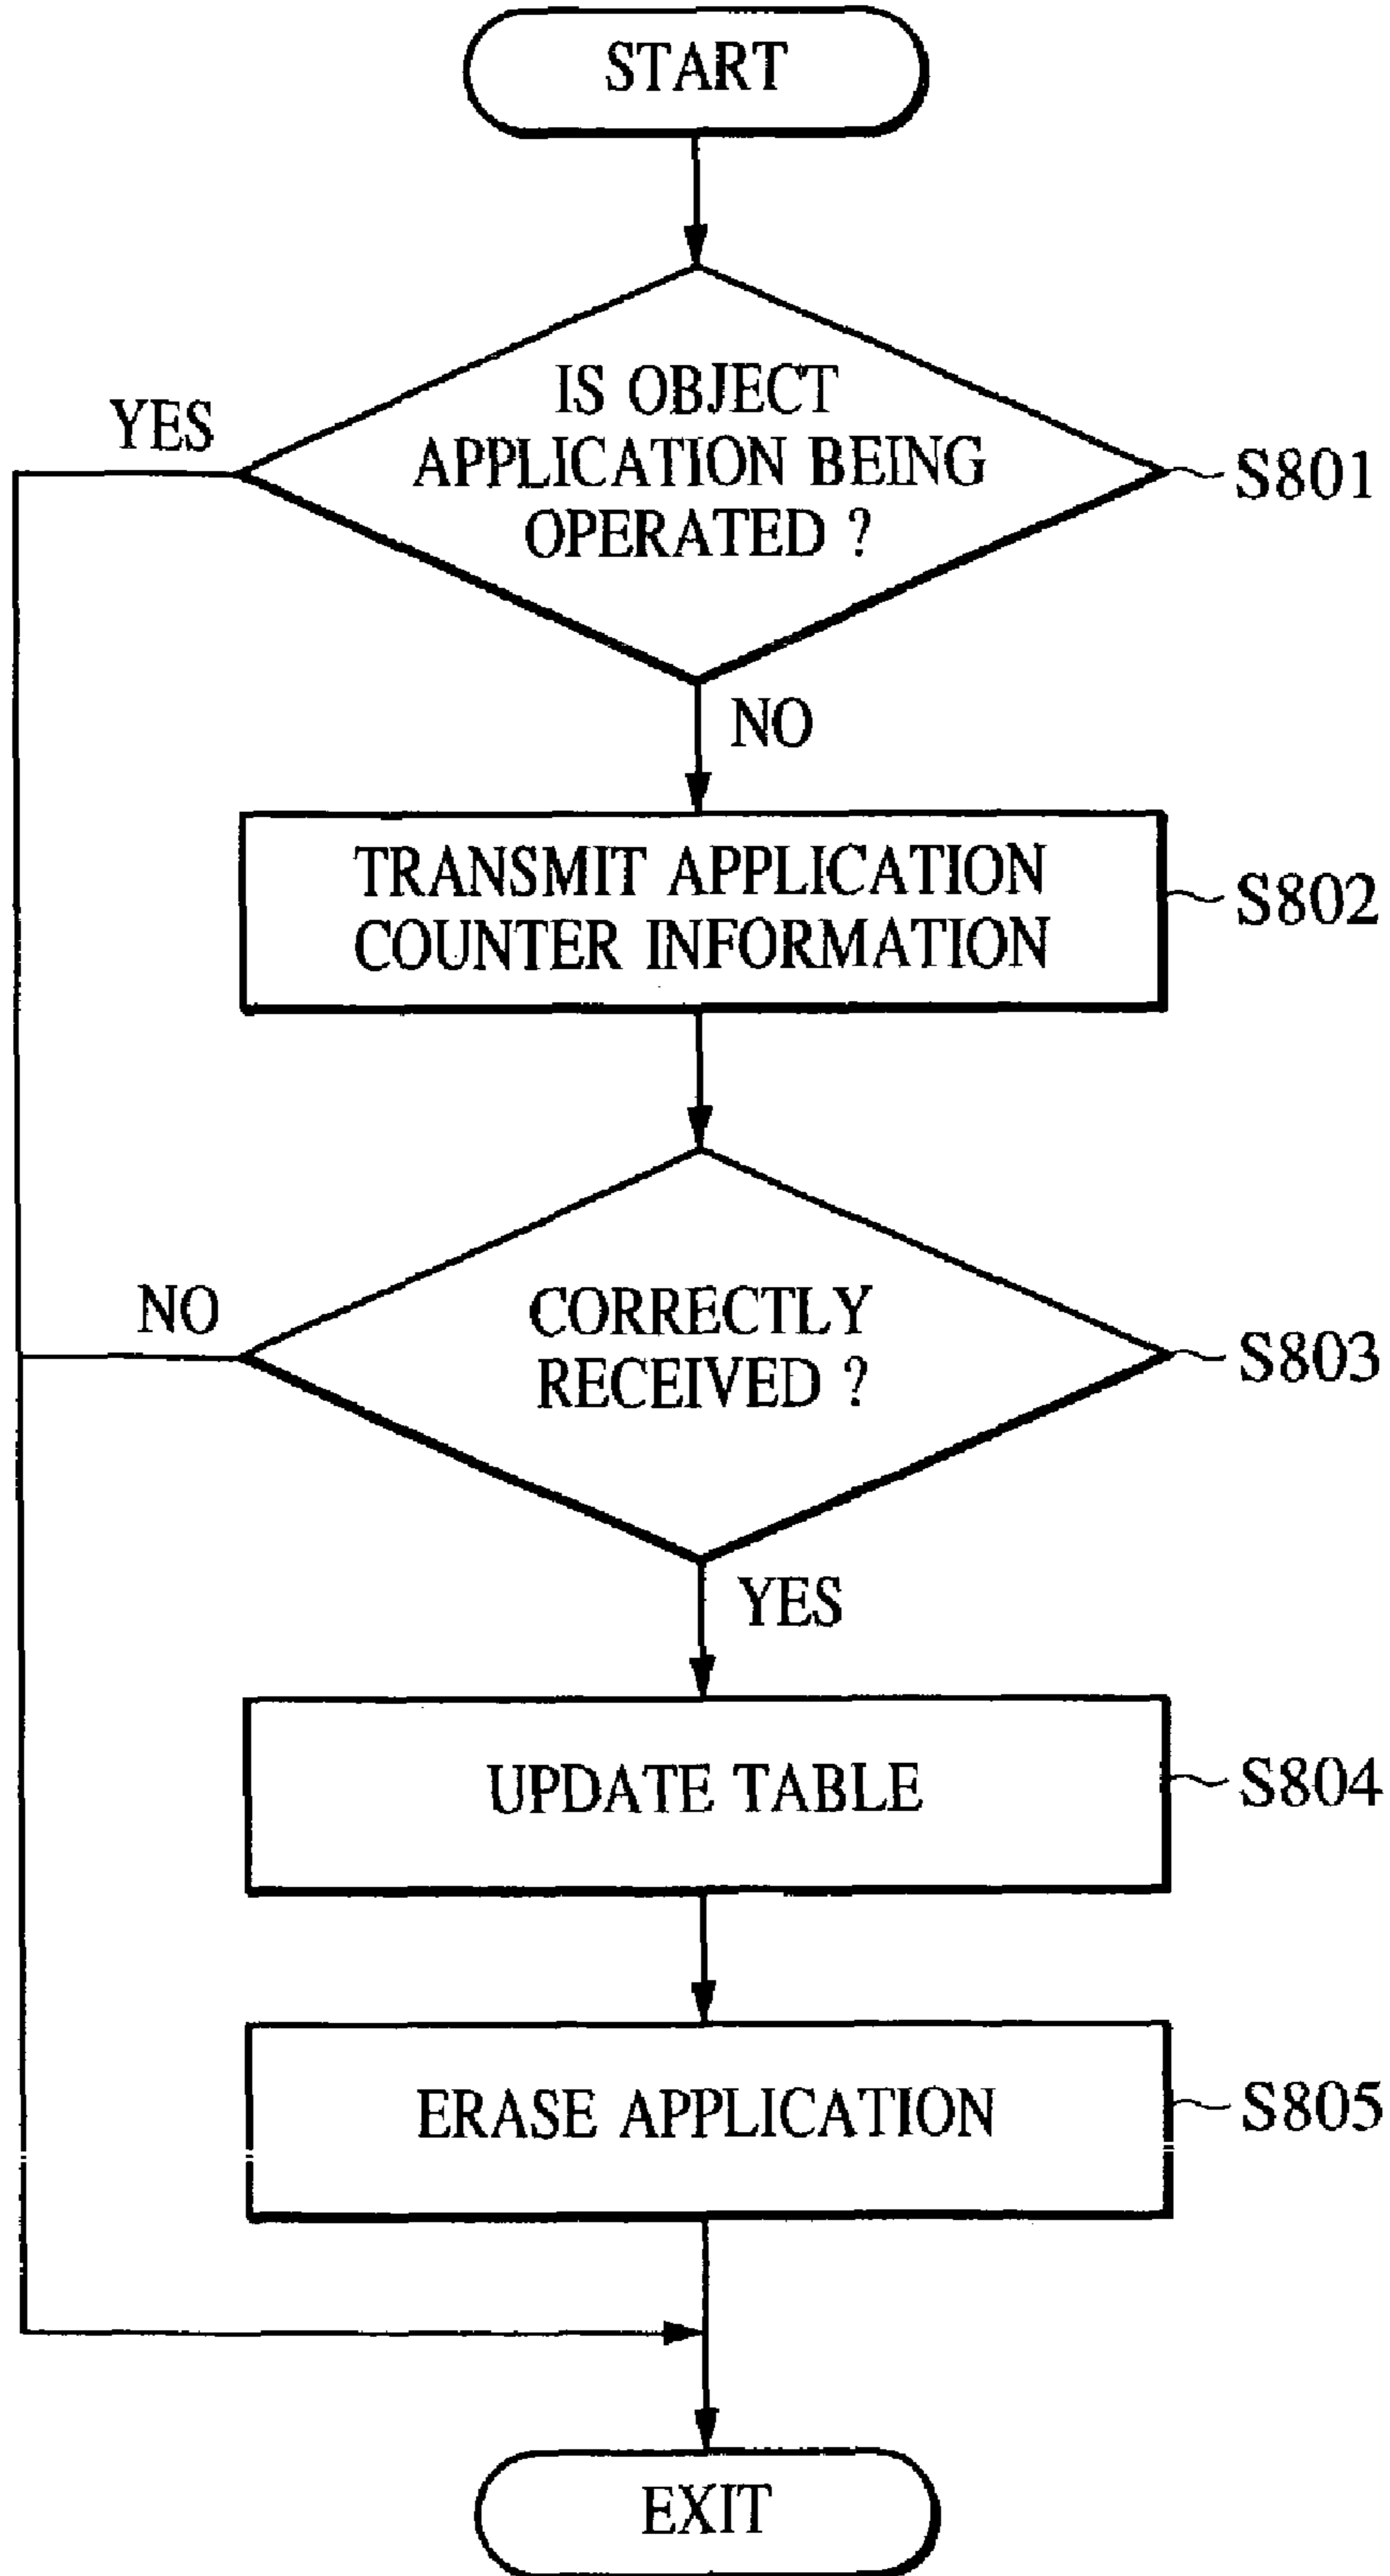 START
IS OBJECT
APPLICATION BEING
OPERATED ?
YES
S801
NO
TRANSMIT APPLICATION
COUNTER INFORMATION
S802
CORRECTLY
RECEIVED ?
NO
S803
YES
UPDATE TABLE
S804
ERASE APPLICATION
S805
EXIT